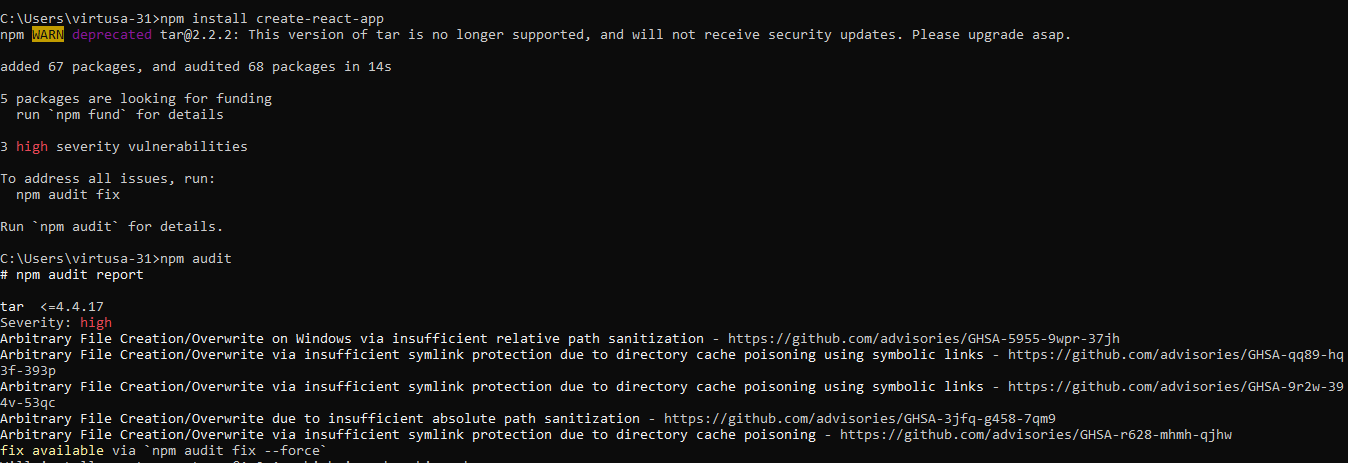 C:\Users\virtusa-31>npm install create-react-app
npm WARN deprecated tar@2.2.2: This version of tar is no longer supported, and will not receive security updates. Please upgrade asap.
added 67 packages, and audited 68 packages in 14s
5 packages are looking for funding
  run `npm fund` for details
3 high severity vulnerabilities
To address all issues, run:
  npm audit fix
Run `npm audit` for details.
C:\Users\virtusa-31>npm audit
# npm audit report
tar  <=4.4.17
Severity: high
Arbitrary File Creation/Overwrite on Windows via insufficient relative path sanitization - https://github.com/advisories/GHSA-5955-9wpr-37jh
Arbitrary File Creation/Overwrite via insufficient symlink protection due to directory cache poisoning using symbolic links - https://github.com/advisories/GHSA-qq89-hq
3f-393p
Arbitrary File Creation/Overwrite via insufficient symlink protection due to directory cache poisoning using symbolic links - https://github.com/advisories/GHSA-9r2w-39
4v-53qc
Arbitrary File Creation/Overwrite due to insufficient absolute path sanitization - https://github.com/advisories/GHSA-3jfq-g458-7qm9
Arbitrary File Creation/Overwrite via insufficient symlink protection due to directory cache poisoning - https://github.com/advisories/GHSA-r628-mhmh-qjhw
fix available via `npm audit fix --force`